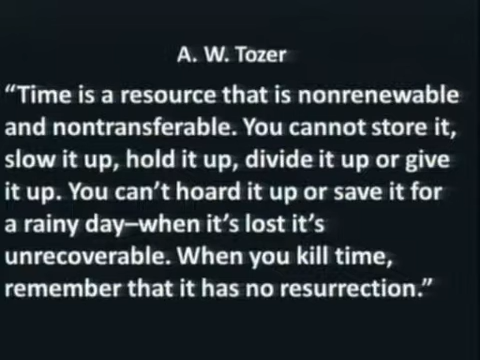 A. W. Tozer
“Time is a resource that is nonrenewable
and nontransferable. You cannot store it,
slow it up, hold it up, divide it up or give
it up. You can’t hoard it up or save it for
a rainy day–when it’s lost it’s
unrecoverable. When you kill time,
remember that it has no resurrection.”